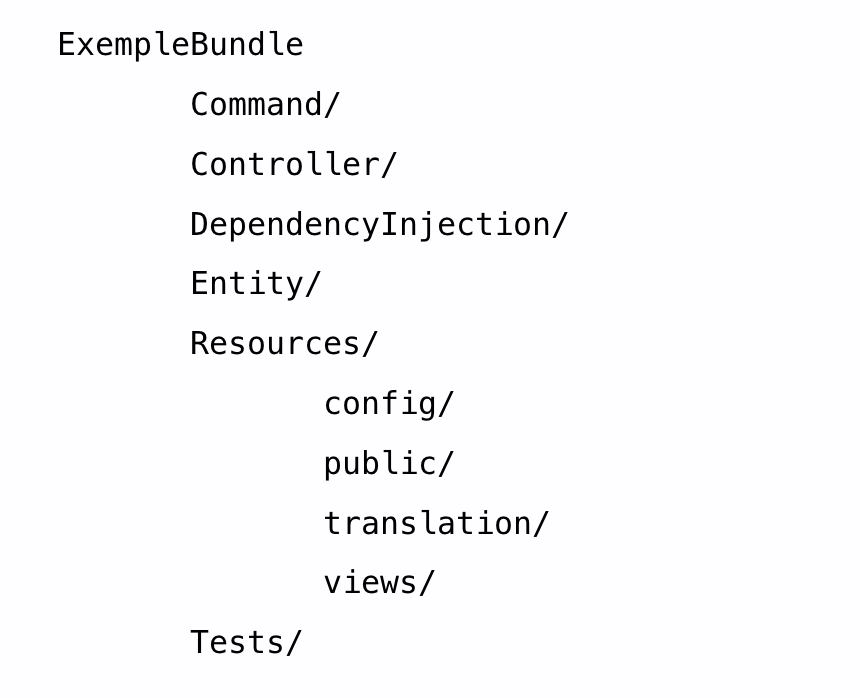 ExempleBundle
Command/
Controller/
DependencyInjection/
Entity/
Resources/
config/
public/
translation/
views/
Tests/